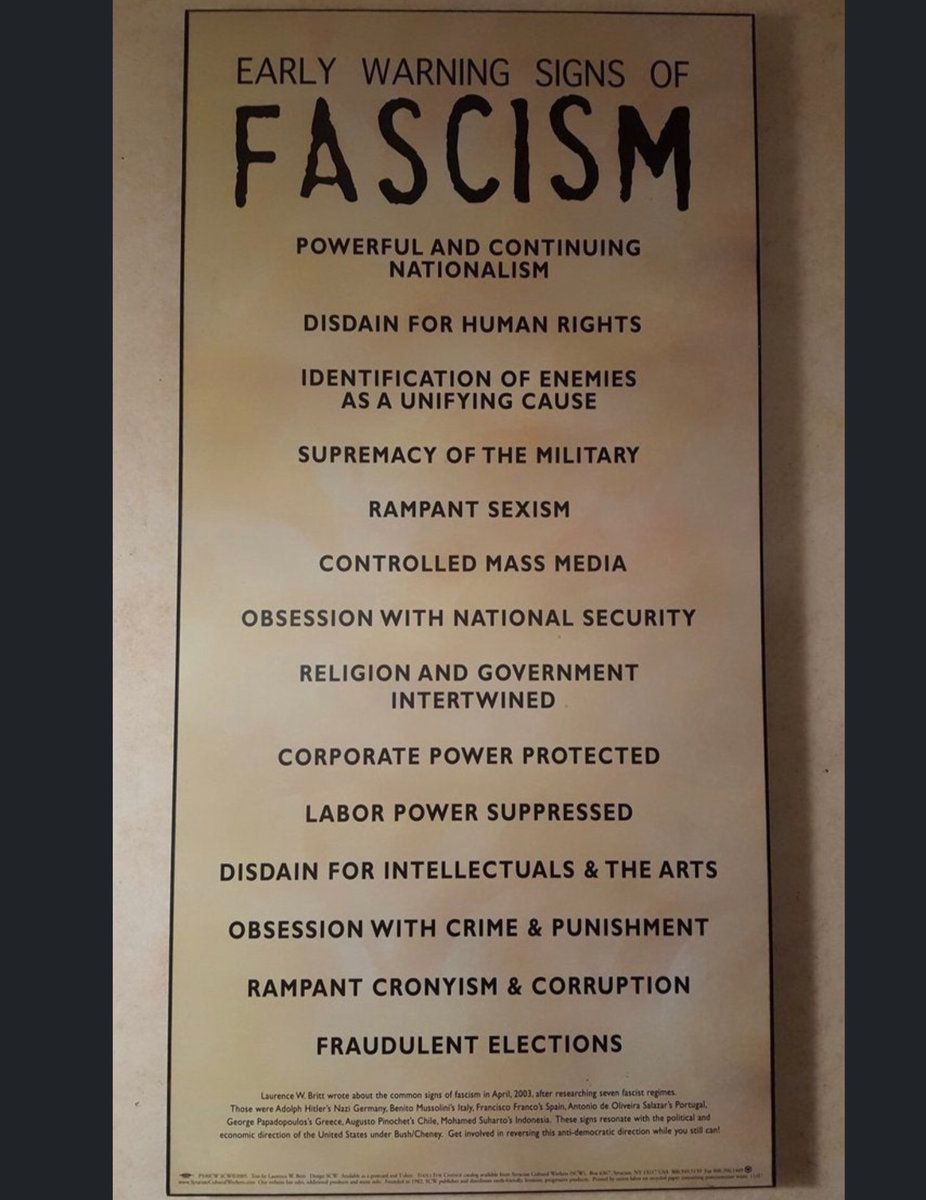 EARLY WARNING SIGNS OF
FASCISM
POWERFUL AND CONTINUING
NATIONALISM
DISDAIN FOR HUMAN RIGHTS
IDENTIFICATION OF ENEMIES
AS A UNIFYING CAUSE
SUPREMACY OF THE MILITARY
RAMPANT SEXISM
CONTROLLED MASS MEDIA
OBSESSION WITH NATIONAL SECURITY
RELIGION AND GOVERNMENT
INTERTWINED
CORPORATE POWER PROTECTED
LABOR POWER SUPPRESSED
DISDAIN FOR INTELLECTUALS & THE ARTS
OBSESSION WITH CRIME & PUNISHMENT
RAMPANT CRONYISM & CORRUPTION
FRAUDULENT ELECTIONS
Laurence W. Britt wrote about the common signs of fascism in April, 2003, after researching seven fascist regimes.
Those were Adolph Hitler's Nazi Germany, Benito Mussolini's Italy, Francisco Franco's Spain, Antonio de Oliveira Salazar's Portugal,
George Papadopoulos's Greece, Augusto Pinochet's Chile, Mohamed Suharto's Indonesia. These signs resonate with the political and
economic direction of the United States under Bush/Cheney. Get involved in reversing this anti-democratic direction while you still can!